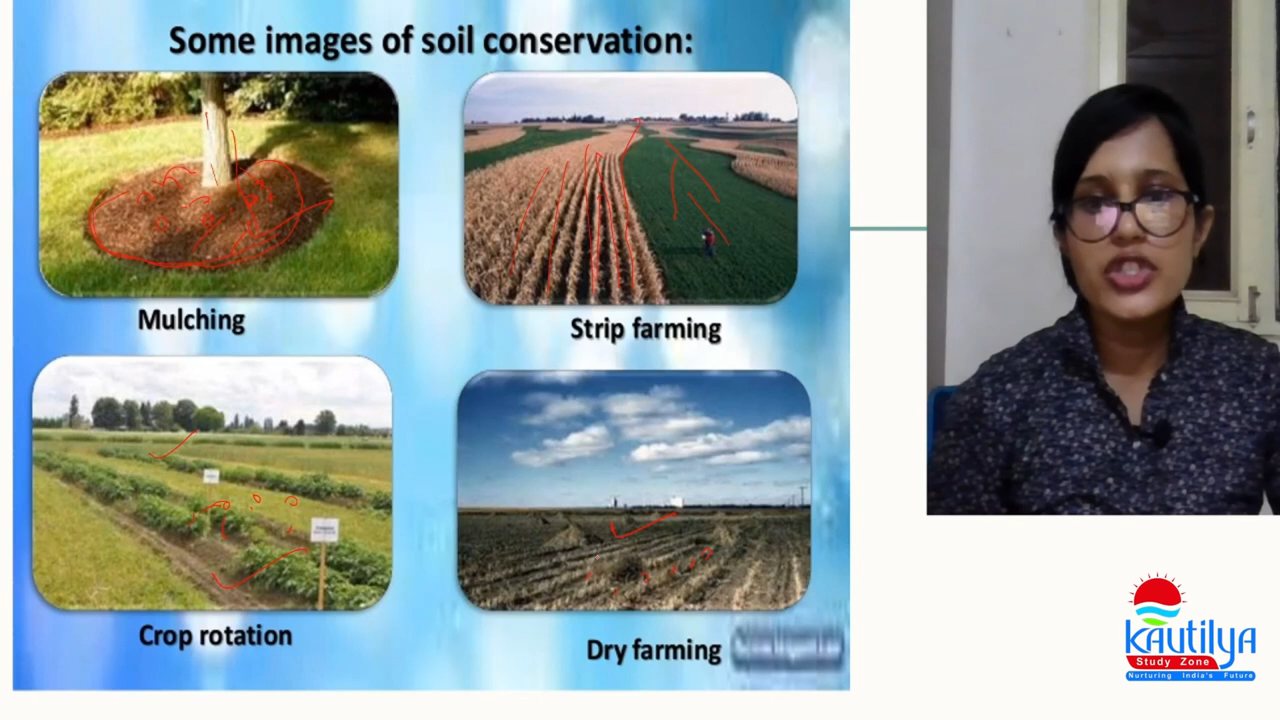 Some images of soil conservation:
Mulching
Strip farming
Crop rotation
Dry farming
kautilya
Study Zone
Nurturing India's Future